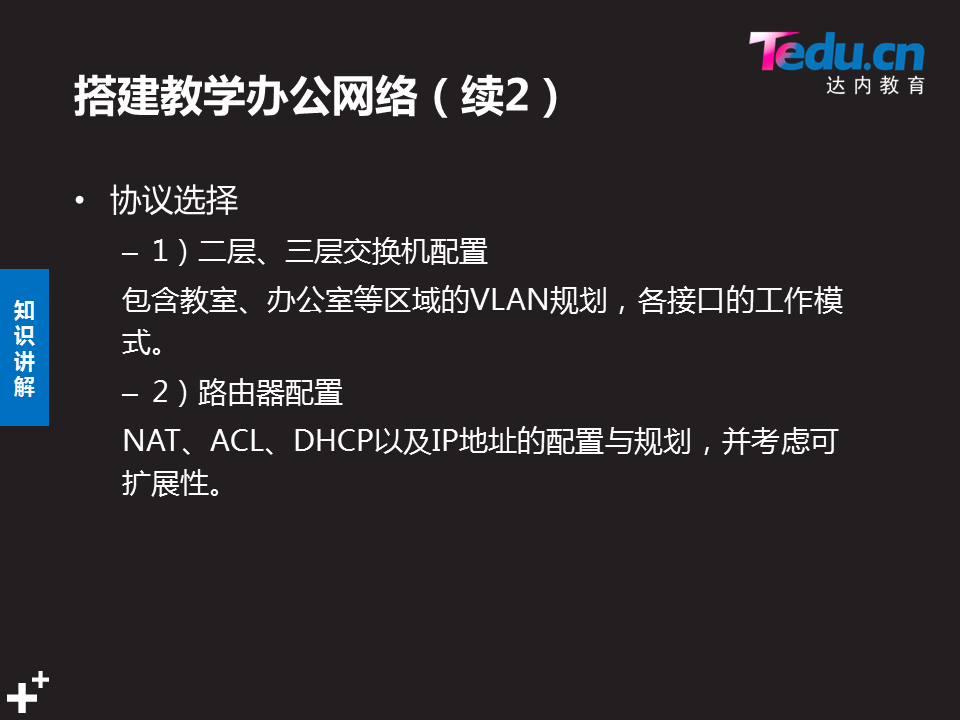 Tedu.cn
达内教育
搭建教学办公网络（续2）
• 协议选择
– 1）二层、三层交换机配置
包含教室、办公室等区域的VLAN规划，各接口的工作模
式。
– 2）路由器配置
NAT、ACL、DHCP以及IP地址的配置与规划，并考虑可
扩展性。
知
识
讲
解